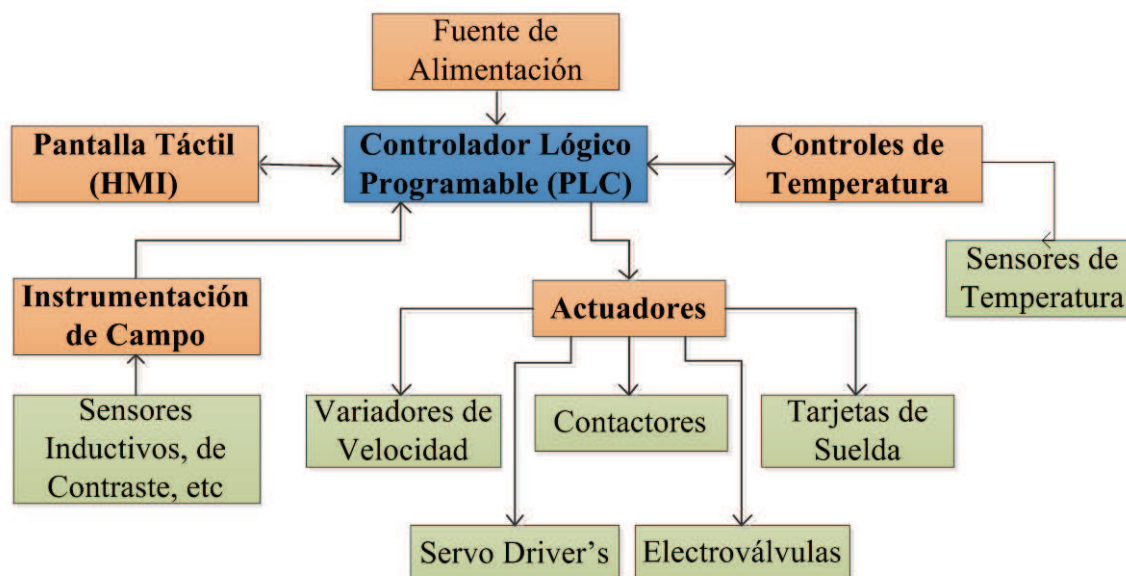 Fuente de
Alimentación
Pantalla Táctil
(HMI)
Controlador Lógico
Programable (PLC)
Controles de
Temperatura
Sensores de
Temperatura
Instrumentación
de Campo
Actuadores
Sensores
Inductivos, de
Contraste, etc
Variadores de
Velocidad
Contactores
Tarjetas de
Suelda
Servo Driver’s
Electroválvulas